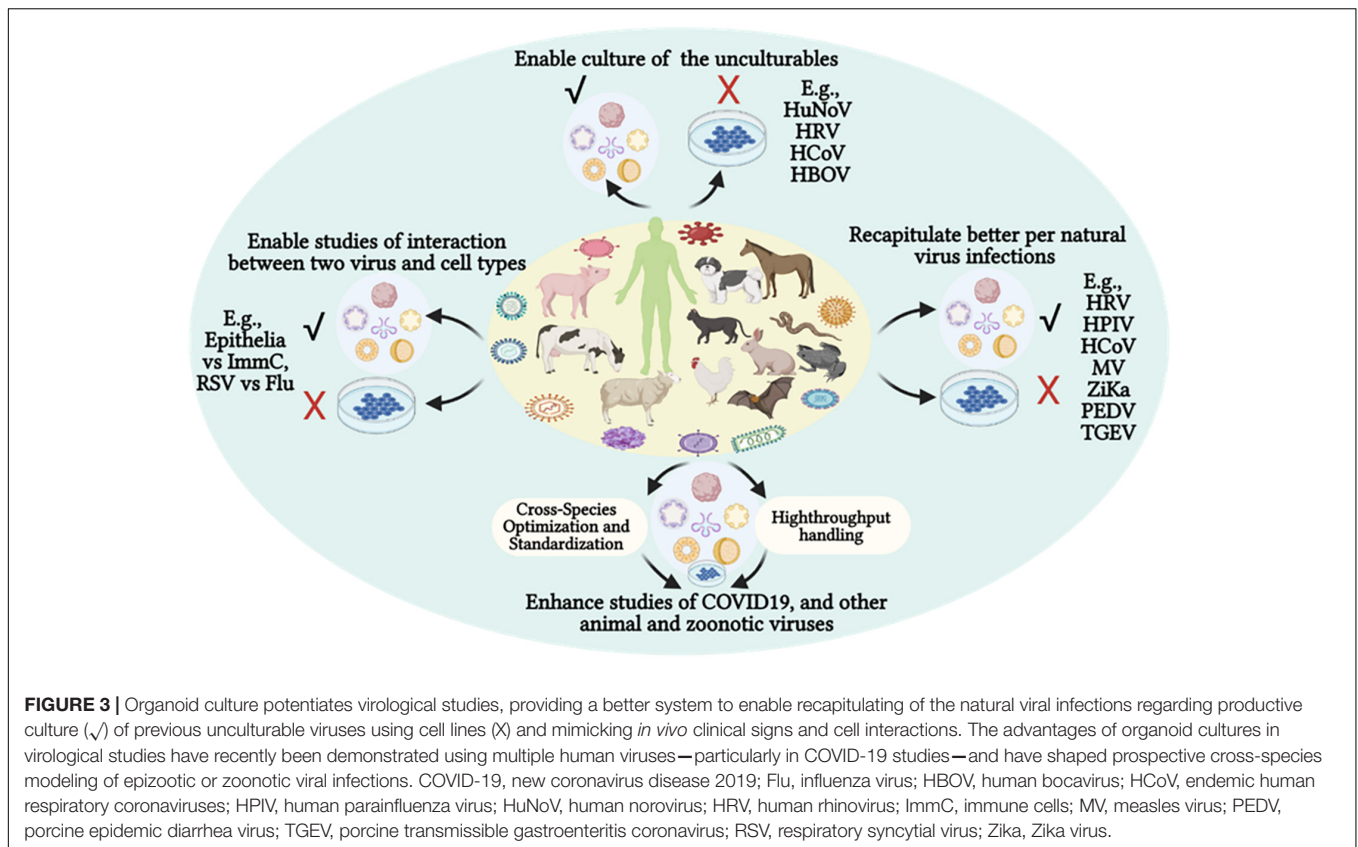 Enable culture of the unculturables
√
X
E.g.,
HuNoV
HRV
HCoV
HBOV
Enable studies of interaction
between two virus and cell types
E.g.,
Epithelia
vs ImmC,
RSV vs Flu
√
X
Recapitulate better per natural
virus infections
√
X
E.g.,
HRV
HPIV
HCoV
MV
ZiKa
PEDV
TGEV
Cross-Species
Optimization and
Standardization
Highthroughput
handling
Enhance studies of COVID19, and other
animal and zoonotic viruses
FIGURE 3 | Organoid culture potentiates virological studies, providing a better system to enable recapitulating of the natural viral infections regarding productive
culture (√) of previous unculturable viruses using cell lines (X) and mimicking in vivo clinical signs and cell interactions. The advantages of organoid cultures in
virological studies have recently been demonstrated using multiple human viruses—particularly in COVID-19 studies—and have shaped prospective cross-species
modeling of epizootic or zoonotic viral infections. COVID-19, new coronavirus disease 2019; Flu, influenza virus; HBOV, human bocavirus; HCoV, endemic human
respiratory coronaviruses; HPIV, human parainfluenza virus; HuNoV, human norovirus; HRV, human rhinovirus; ImmC, immune cells; MV, measles virus; PEDV,
porcine epidemic diarrhea virus; TGEV, porcine transmissible gastroenteritis coronavirus; RSV, respiratory syncytial virus; Zika, Zika virus.